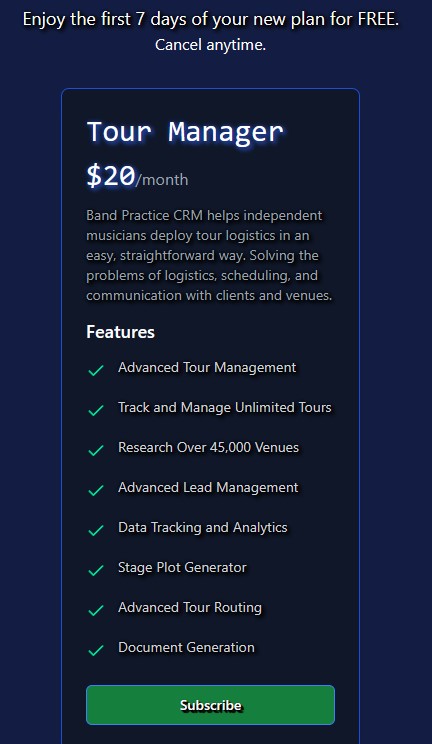 Enjoy the first 7 days of your new plan for FREE.
Cancel anytime.
Tour Manager
$20/month
Band Practice CRM helps independent
musicians deploy tour logistics in an
easy, straightforward way. Solving the
problems of logistics, scheduling, and
communication with clients and venues.
Features
Advanced Tour Management
Track and Manage Unlimited Tours
Research Over 45,000 Venues
Advanced Lead Management
Data Tracking and Analytics
Stage Plot Generator
Advanced Tour Routing
Document Generation
Subscribe